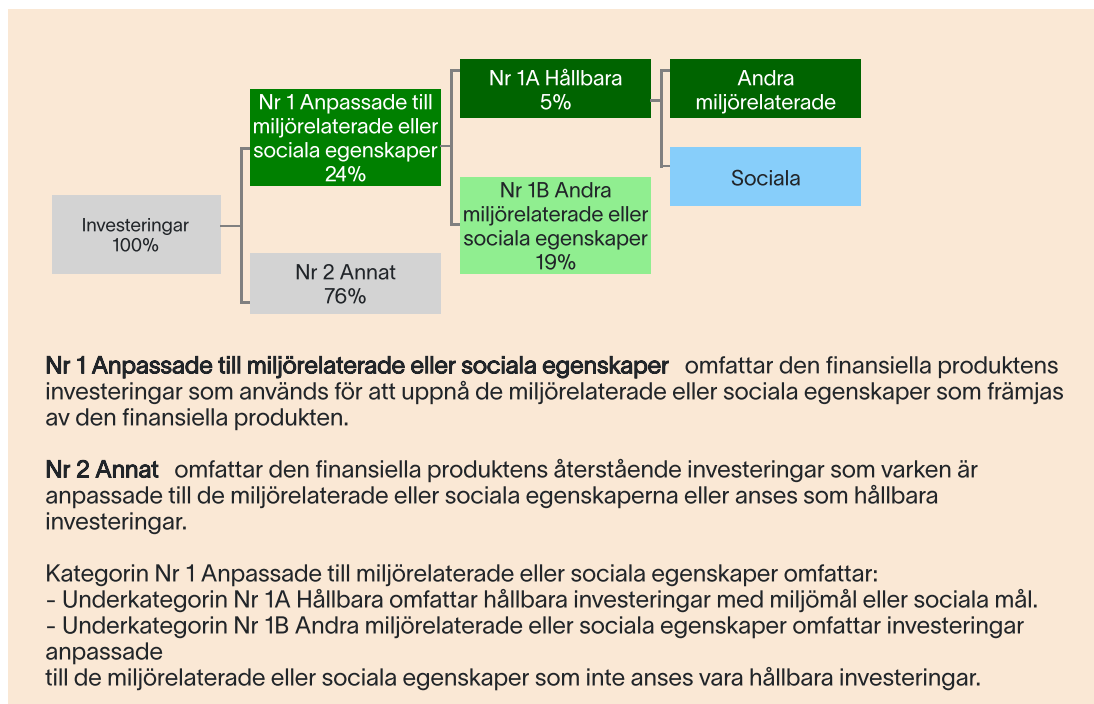 Investeringar
100%
Nr 1 Anpassade till
miljörelaterade eller
sociala egenskaper
24%
Nr 2 Annat
76%
Nr 1A Hållbara
5%
Nr 1B Andra
miljörelaterade eller
sociala egenskaper
19%
Andra
miljörelaterade
Sociala
Nr 1 Anpassade till miljörelaterade eller sociala egenskaper omfattar den finansiella produktens
investeringar som används för att uppnå de miljörelaterade eller sociala egenskaper som främjas
av den finansiella produkten.
Nr 2 Annat omfattar den finansiella produktens återstående investeringar som varken är
anpassade till de miljörelaterade eller sociala egenskaperna eller anses som hållbara
investeringar.
Kategorin Nr 1 Anpassade till miljörelaterade eller sociala egenskaper omfattar:
- Underkategorin Nr 1A Hållbara omfattar hållbara investeringar med miljömål eller sociala mål.
- Underkategorin Nr 1B Andra miljörelaterade eller sociala egenskaper omfattar investeringar
anpassade
till de miljörelaterade eller sociala egenskaper som inte anses vara hållbara investeringar.